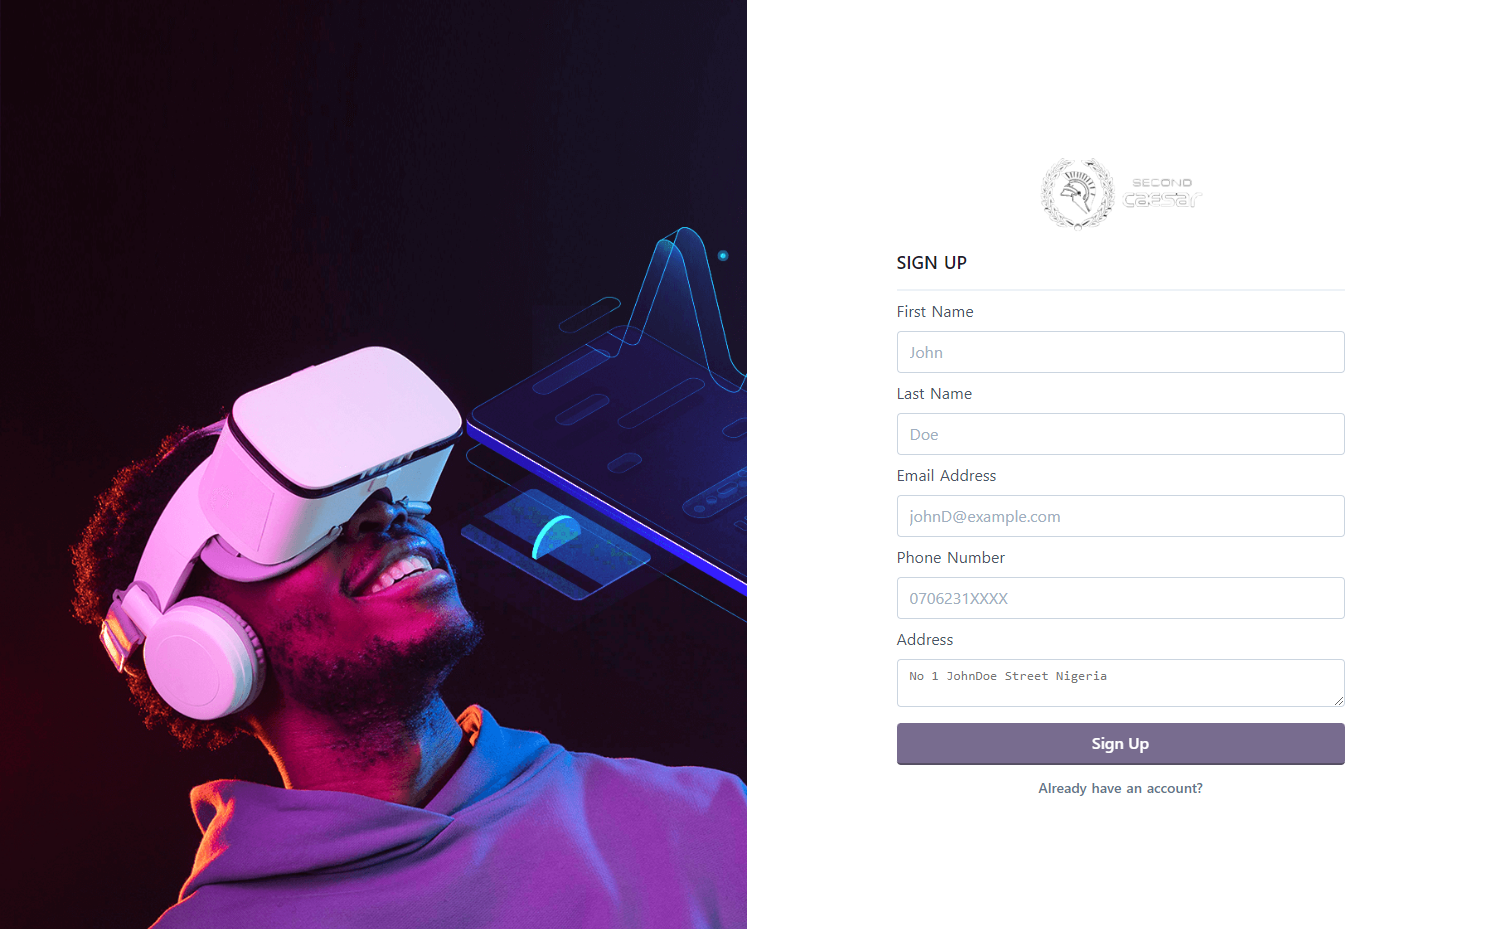 SECOND
caesar
SIGN UP
First Name
John
Last Name
Doe
Email Address
johnD@example.com
Phone Number
0706231XXXX
Address
No 1 JohnDoe Street Nigeria
Sign Up
Already have an account?